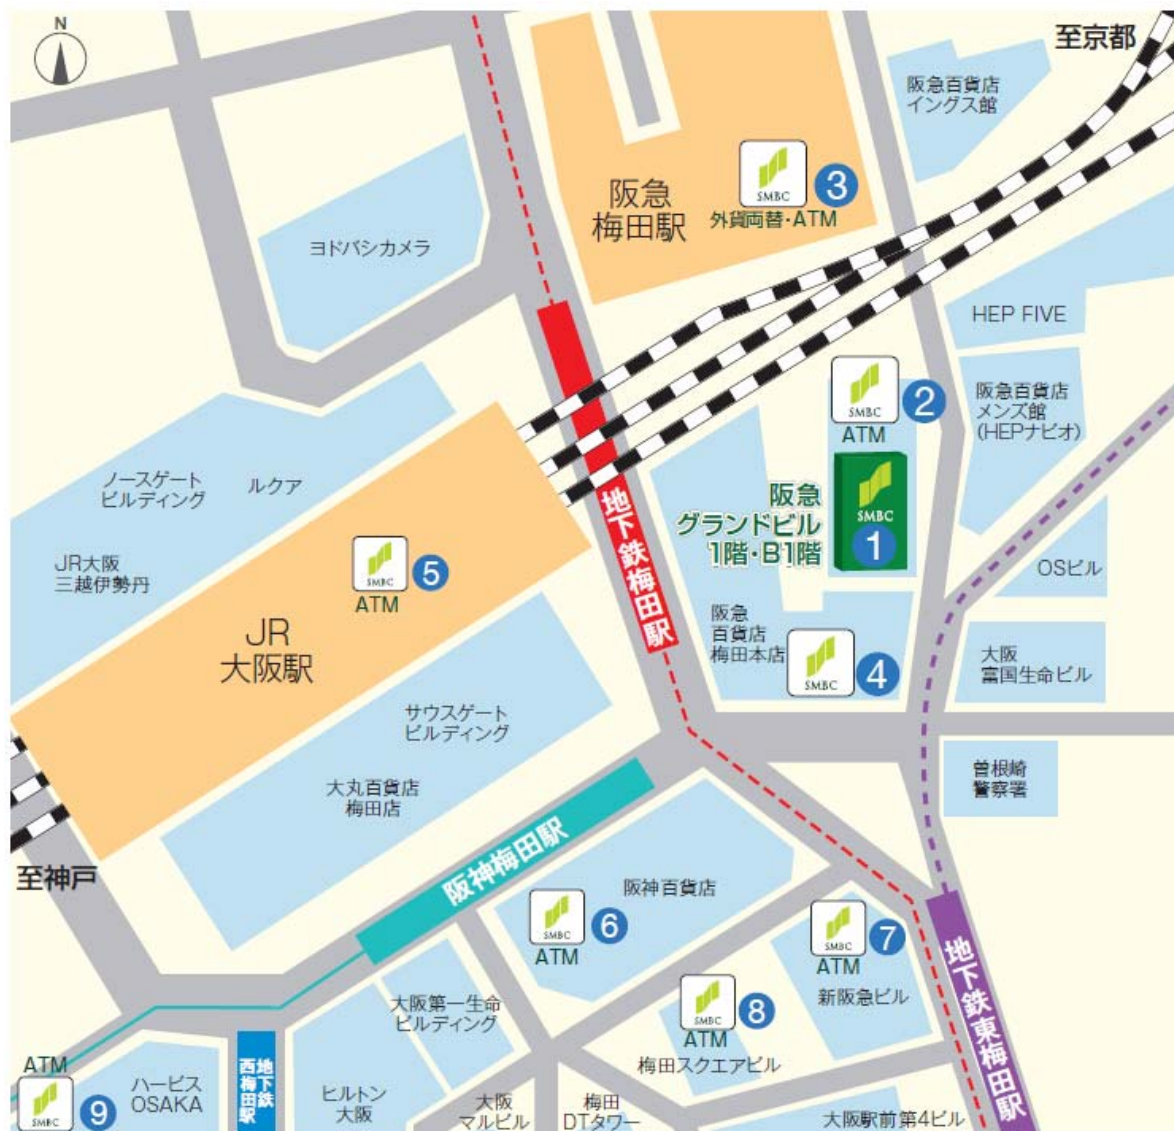 N
至京都
阪急百貨店
イングス館
阪急
梅田駅
SMBC
3
外貨両替・ATM
ヨドバシカメラ
HEP FIVE
SMBC
2
ATM
阪急百貨店
メンズ館
(HEPナビオ)
ノースゲート
ビルディング
ルクア
地下鉄梅田駅
阪急
グランドビル
1階・B1階
SMBC
1
JR大阪
三越伊勢丹
SMBC
5
ATM
OSビル
JR
大阪駅
阪急
百貨店
梅田本店
SMBC
4
大阪
富国生命ビル
サウスゲート
ビルディング
大丸百貨店
梅田店
曽根崎
警察署
至神戸
阪神梅田駅
阪神百貨店
SMBC
6
ATM
SMBC
7
ATM
新阪急ビル
地下鉄東梅田駅
大阪第一生命
ビルディング
SMBC
8
ATM
梅田スクエアビル
ATM
SMBC
9
ハービス
OSAKA
地下鉄
西梅田駅
ヒルトン
大阪
大阪
マルビル
梅田
DTタワー
大阪駅前第4ビル